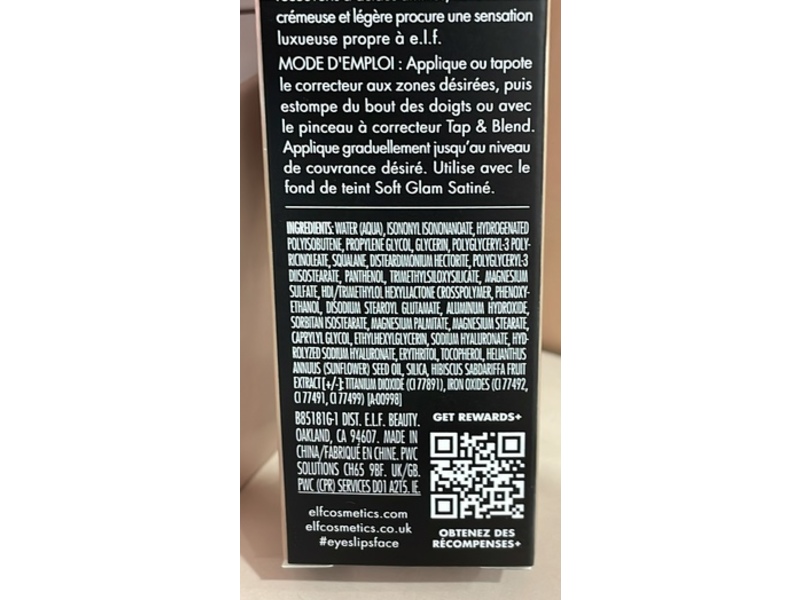 crémeuse et légère procure une sensation
luxueuse propre à e.l.f.
MODE D'EMPLOI : Applique ou tapote
le correcteur aux zones désirées, puis
estompe du bout des doigts ou avec
le pinceau à correcteur Tap & Blend.
Applique graduellement jusqu'au niveau
de couvrance désiré. Utilise avec le
fond de teint Soft Glam Satiné.
INGREDIENTS: WATER (AQUA), ISONONYL ISONONANOATE, HYDROGENATED
POLYISOBUTENE, PROPYLENE GLYCOL, GLYCERIN, POLYGLYCERYL-3 POLY-
RICINOLEATE, SQUALANE, DISTEARDIMONIUM HECTORITE, POLYGLYCERYL-3
DIISOSTEARATE, PANTHENOL, TRIMETHYLSILOXYSILICATE, MAGNESIUM
SULFATE, HDI/TRIMETHYLOL HEXYLLACTONE CROSSPOLYMER, PHENOXY-
ETHANOL, DISODIUM STEAROYL GLUTAMATE, ALUMINUM HYDROXIDE,
SORBITAN ISOSTEARATE, MAGNESIUM PALMITATE, MAGNESIUM STEARATE,
CAPRYLYL GLYCOL, ETHYLHEXYLGLYCERIN, SODIUM HYALURONATE, HYD-
ROLYZED SODIUM HYALURONATE, ERYTHRITOL, TOCOPHEROL, HELIANTHUS
ANNUUS (SUNFLOWER) SEED OIL, SILICA, HIBISCUS SABDARIFFA FRUIT
EXTRACT [+/-]: TITANIUM DIOXIDE (CI 77891), IRON OXIDES (CI 77492,
CI 77491, CI 77499) [A-00998]
B85181G-1 DIST. E.L.F. BEAUTY.
OAKLAND, CA 94607. MADE IN
CHINA/FABRIQUÉ EN CHINE. PWC
SOLUTIONS CH65 9BF. UK/GB.
PWC (CPR) SERVICES D01 A2T5. IE.
elfcosmetics.com
elfcosmetics.co.uk
#eyeslipsface
GET REWARDS+
OBTENEZ DES
RÉCOMPENSES+